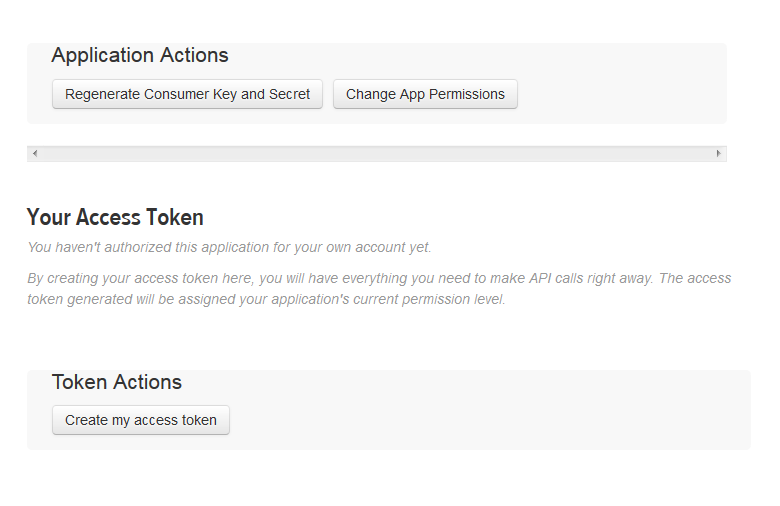 Application Actions
Regenerate Consumer Key and Secret Change App Permissions
Your Access Token
You haven't authorized this application for your own account yet.
By creating your access token here, you will have everything you need to make API calls right away. The access
token generated will be assigned your application's current permission level.
Token Actions
Create my access token